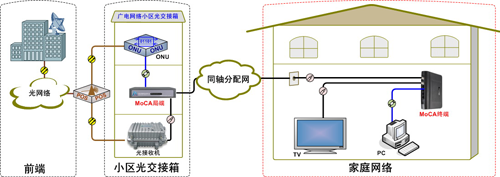 广电网络小区光交接箱
ONU
ONU
ONU
光网络
POS
POS
MoCA局端
同轴分配网
MoCA终端
光接收机
TV
PC
前端
小区光交接箱
家庭网络